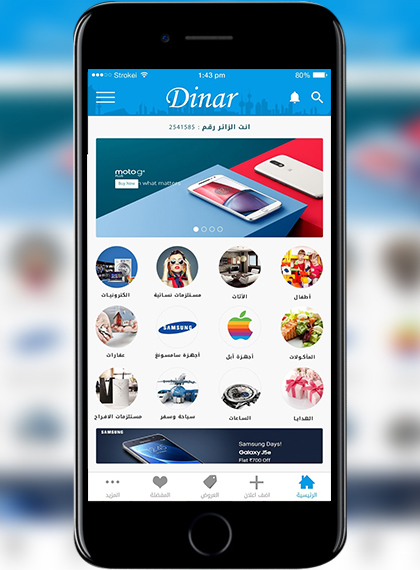 Strokei 1:43 pm 80%
Dinar
انت الزائر رقم : 2541585
moto g⁴
PLUS
Buy Now what matters
أطفال الأثاث مستلزمات نسائية الكترونيات
SAMSUNG
المأكولات أجهزة أبل أجهزة سامسونغ عقارات
الهدايا الساعات سياحة وسفر مستلزمات الافراح
SAMSUNG
Samsung Days!
Galaxy J5e
Flat ₹700 Off
الرئيسية اضف اعلان العروض المفضلة المزيد